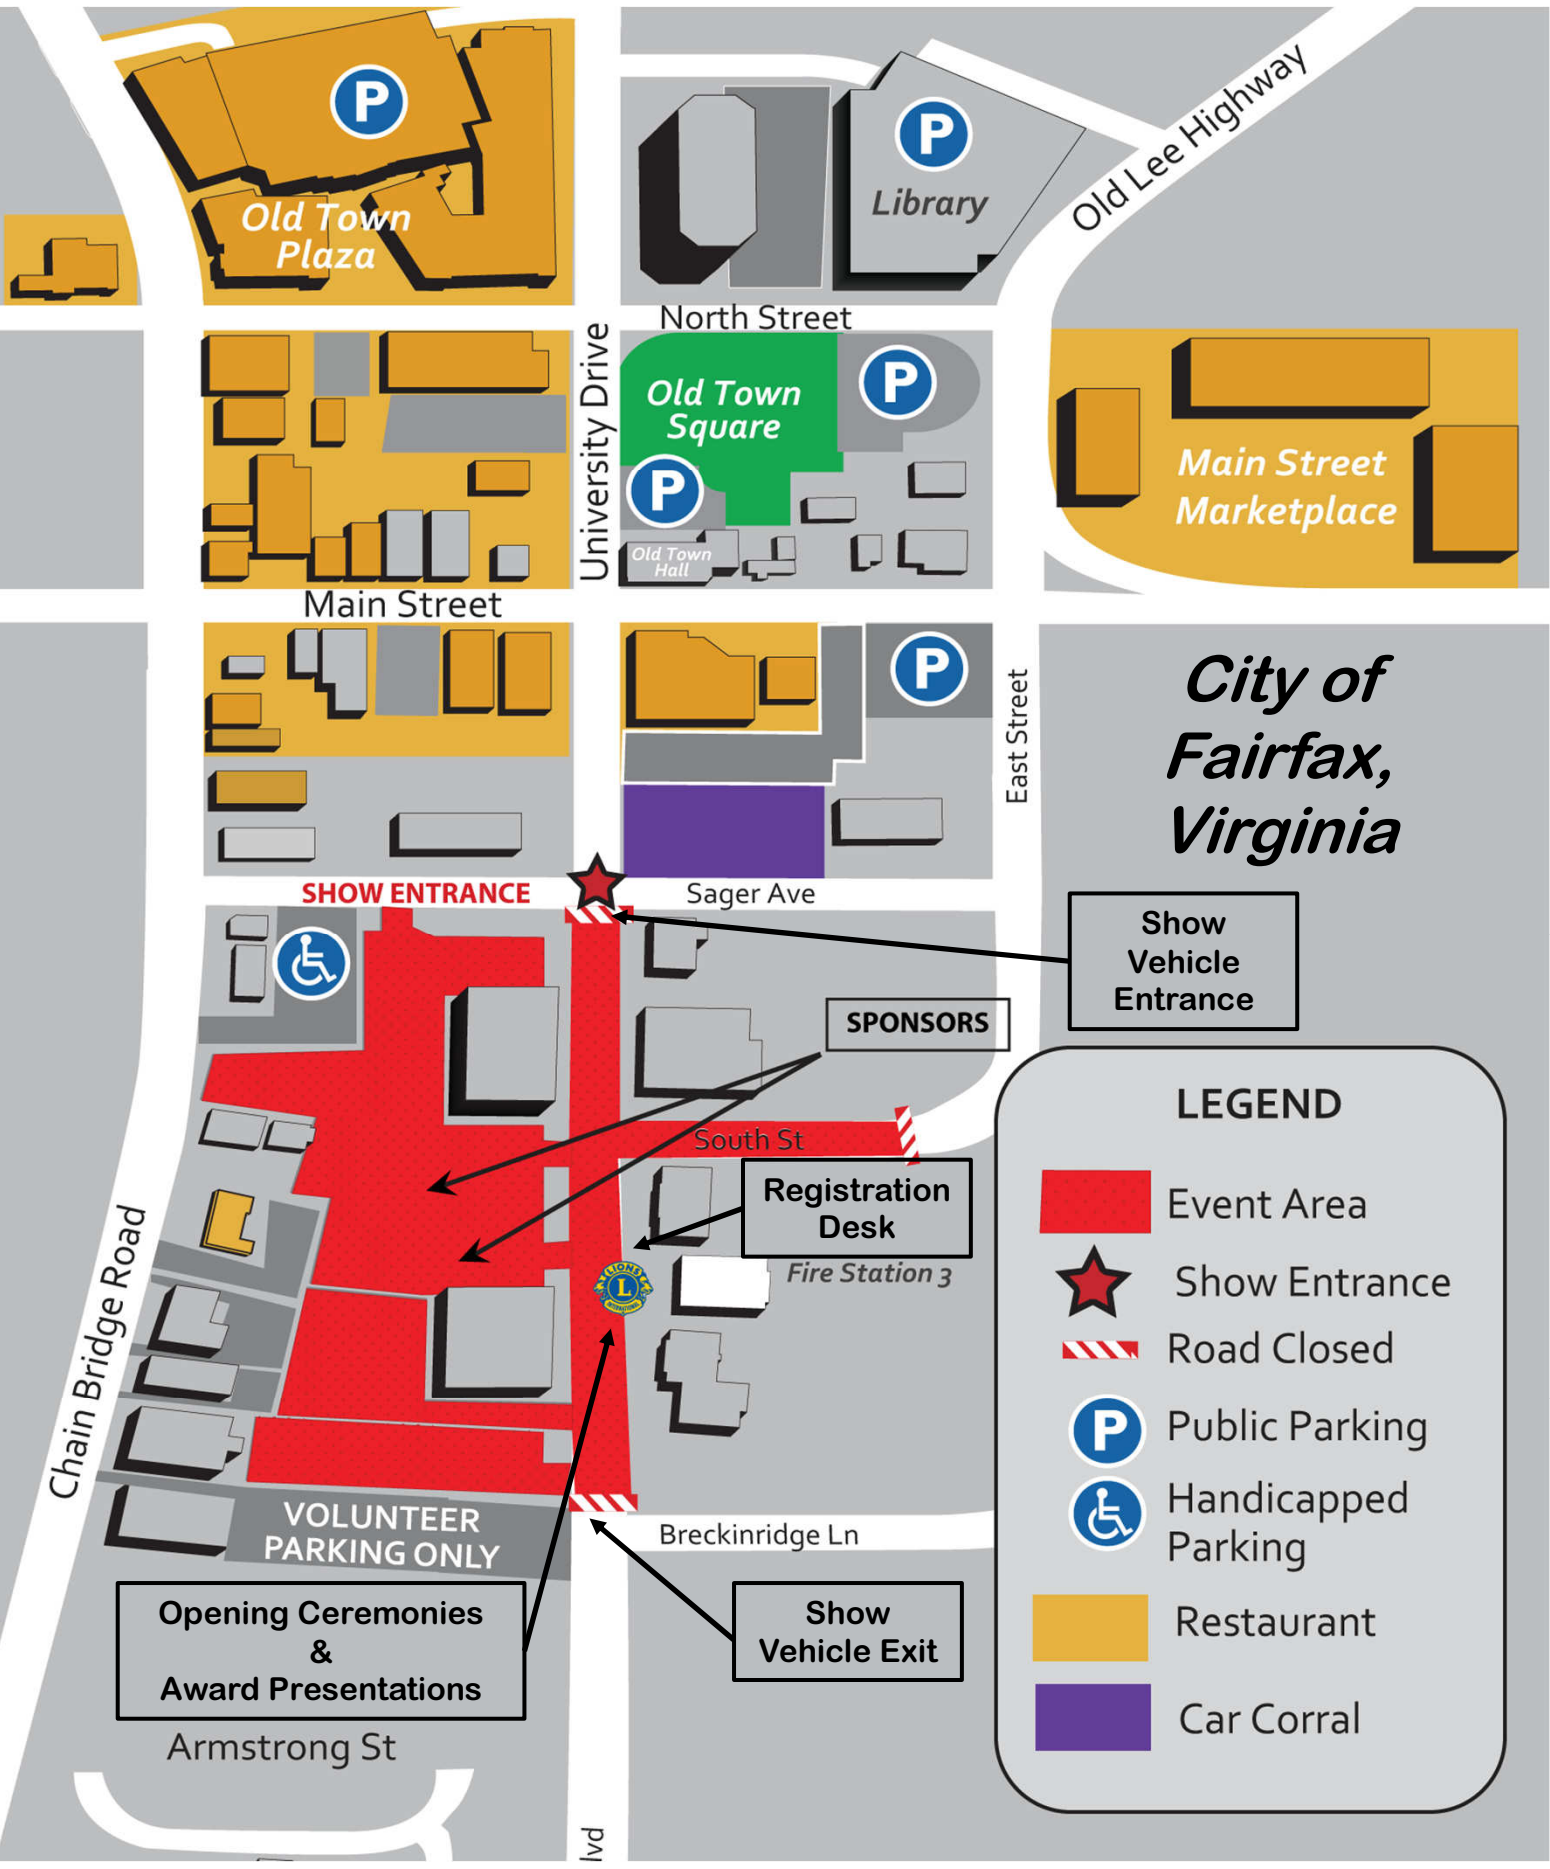 P
Old Town
Plaza
P
Library
Old Lee Highway
North Street
University Drive
Old Town
Square
P
P
Old Town
Hall
Main Street
Marketplace
Main Street
P
East Street
City of
Fairfax,
Virginia
SHOW ENTRANCE
Sager Ave
Show
Vehicle
Entrance
SPONSORS
South St
Registration
Desk
LIONS
L
INTERNATIONAL
Fire Station 3
Chain Bridge Road
VOLUNTEER
PARKING ONLY
Breckinridge Ln
Opening Ceremonies
&
Award Presentations
Show
Vehicle Exit
Armstrong St
lvd
LEGEND
Event Area
Show Entrance
Road Closed
P
Public Parking
Handicapped
Parking
Restaurant
Car Corral